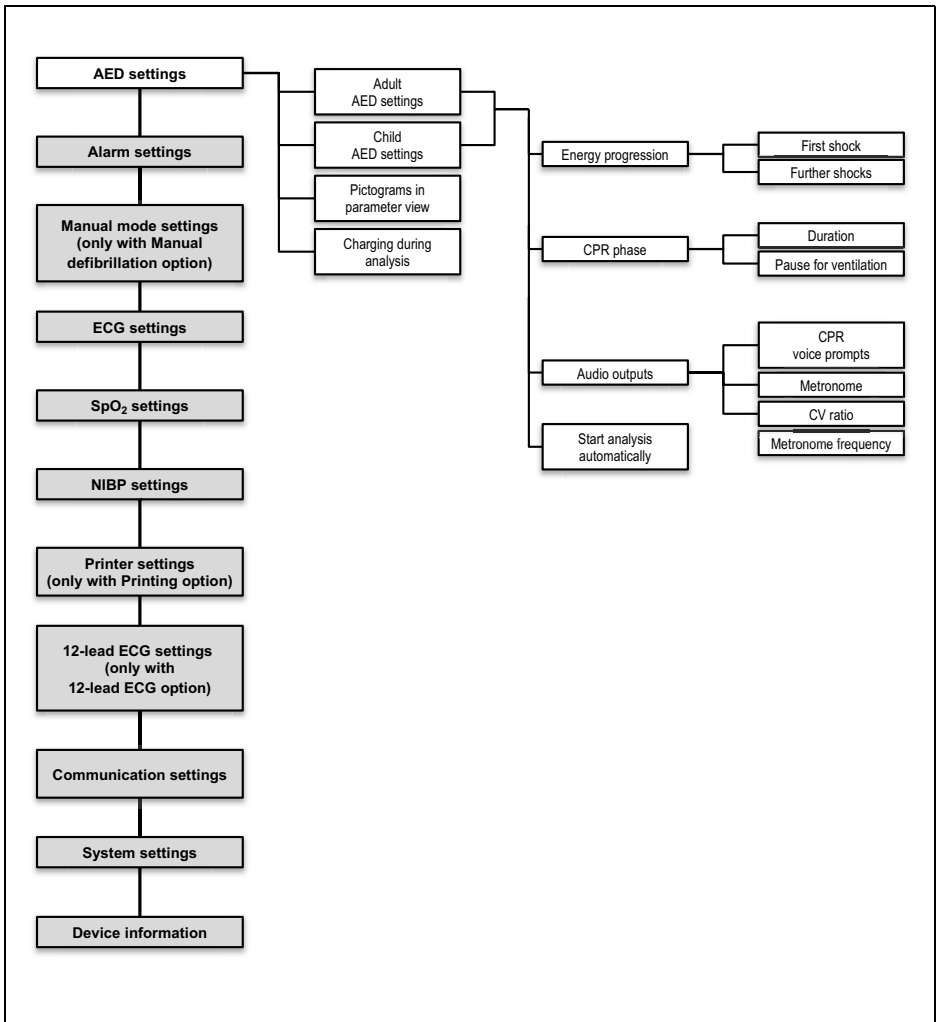 AED settings
Alarm settings
Manual mode settings
(only with Manual
defibrillation option)
ECG settings
SpO₂ settings
NIBP settings
Printer settings
(only with Printing option)
12-lead ECG settings
(only with
12-lead ECG option)
Communication settings
System settings
Device information
Adult
AED settings
Child
AED settings
Pictograms in
parameter view
Charging during
analysis
Energy progression
CPR phase
Audio outputs
Start analysis
automatically
First shock
Further shocks
Duration
Pause for ventilation
CPR
voice prompts
Metronome
CV ratio
Metronome frequency